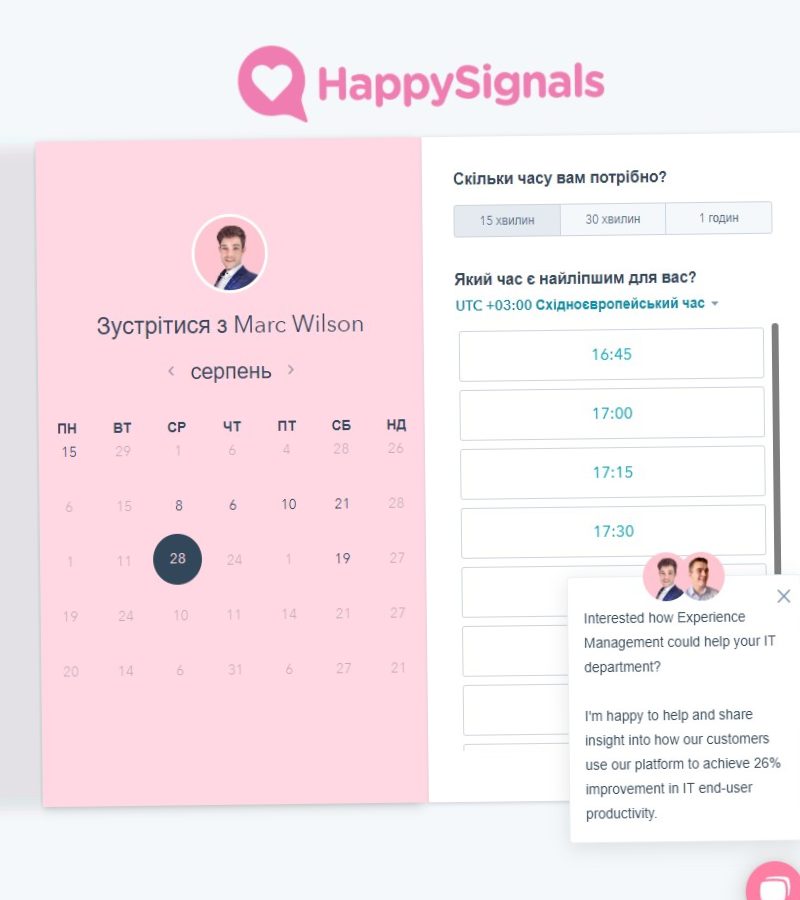 HappySignals
Зустрітися з Marc Wilson
серпень
ПН ВТ СР ЧТ ПТ СБ НД
15 29 1 6 4 28 26
6 15 8 6 10 21 28
1 11 28 24 1 19 27
19 24 10 11 14 21 27
20 14 6 31 6 27 21
Скільки часу вам потрібно?
15 хвилин 30 хвилин 1 годин
Який час є найліпшим для вас?
UTC +03:00 Східноєвропейський час
16:45
17:00
17:15
17:30
Interested how Experience
Management could help your IT
department?
I'm happy to help and share
insight into how our customers
use our platform to achieve 26%
improvement in IT end-user
productivity.